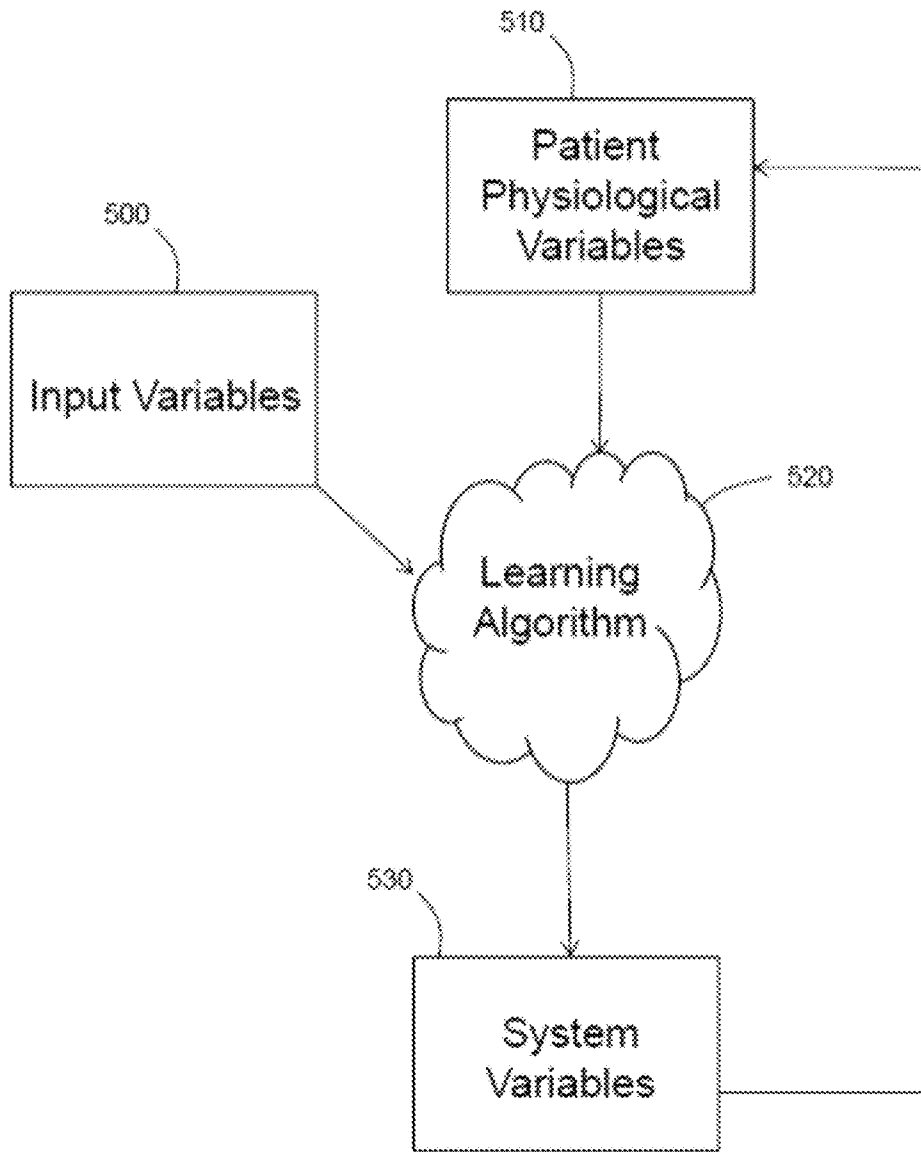 510
Patient
Physiological
Variables
500
Input Variables
520
Learning
Algorithm
530
System
Variables